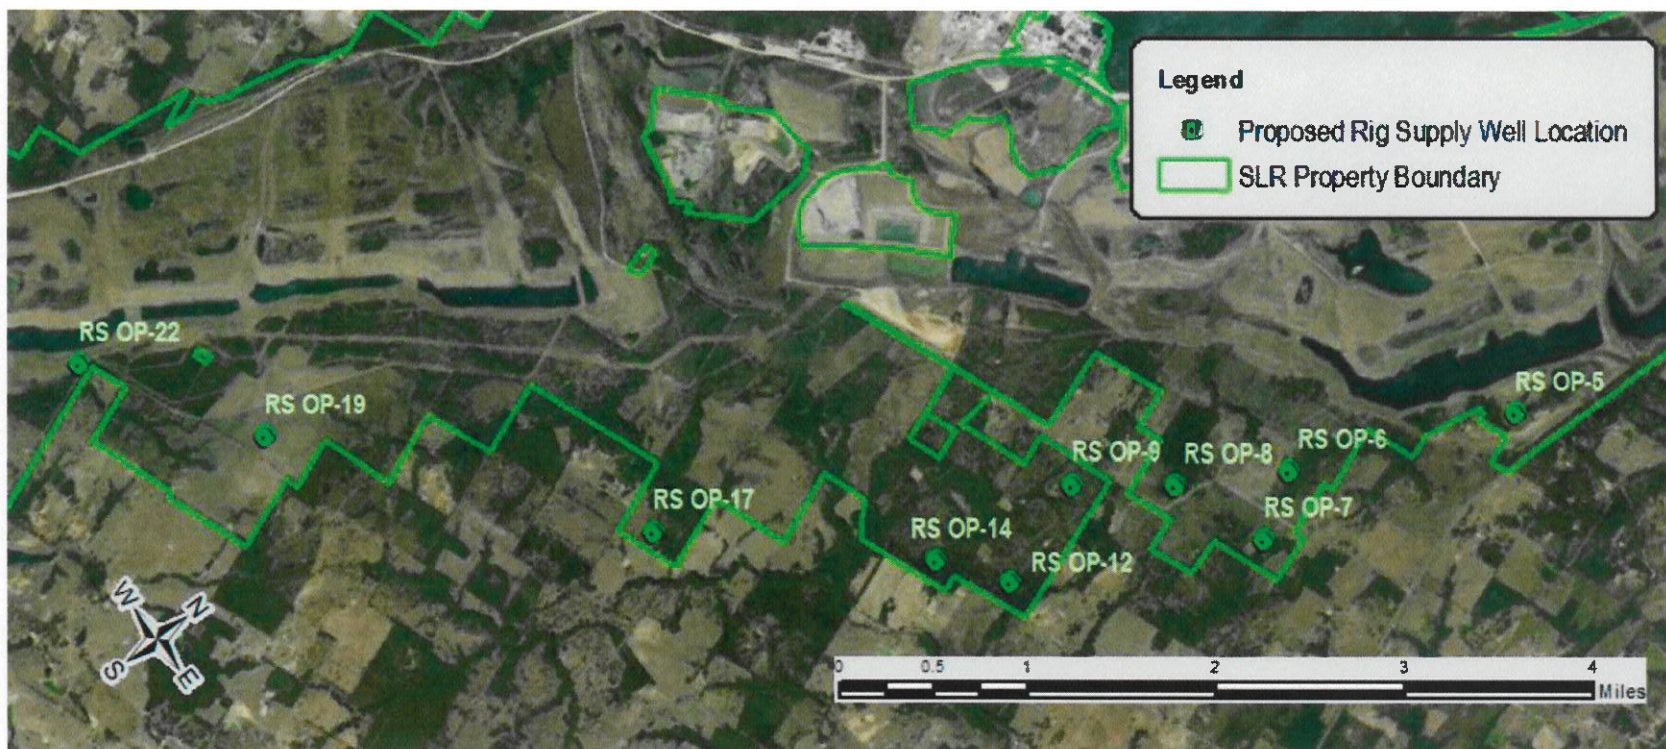 Legend
Proposed Rig Supply Well Location
SLR Property Boundary
RS OP-22
RS OP-19
RS OP-17
RS OP-14
RS OP-12
RS OP-9
RS OP-8
RS OP-6
RS OP-7
RS OP-5
W
N
S
E
0 0.5 1 2 3 4
Miles